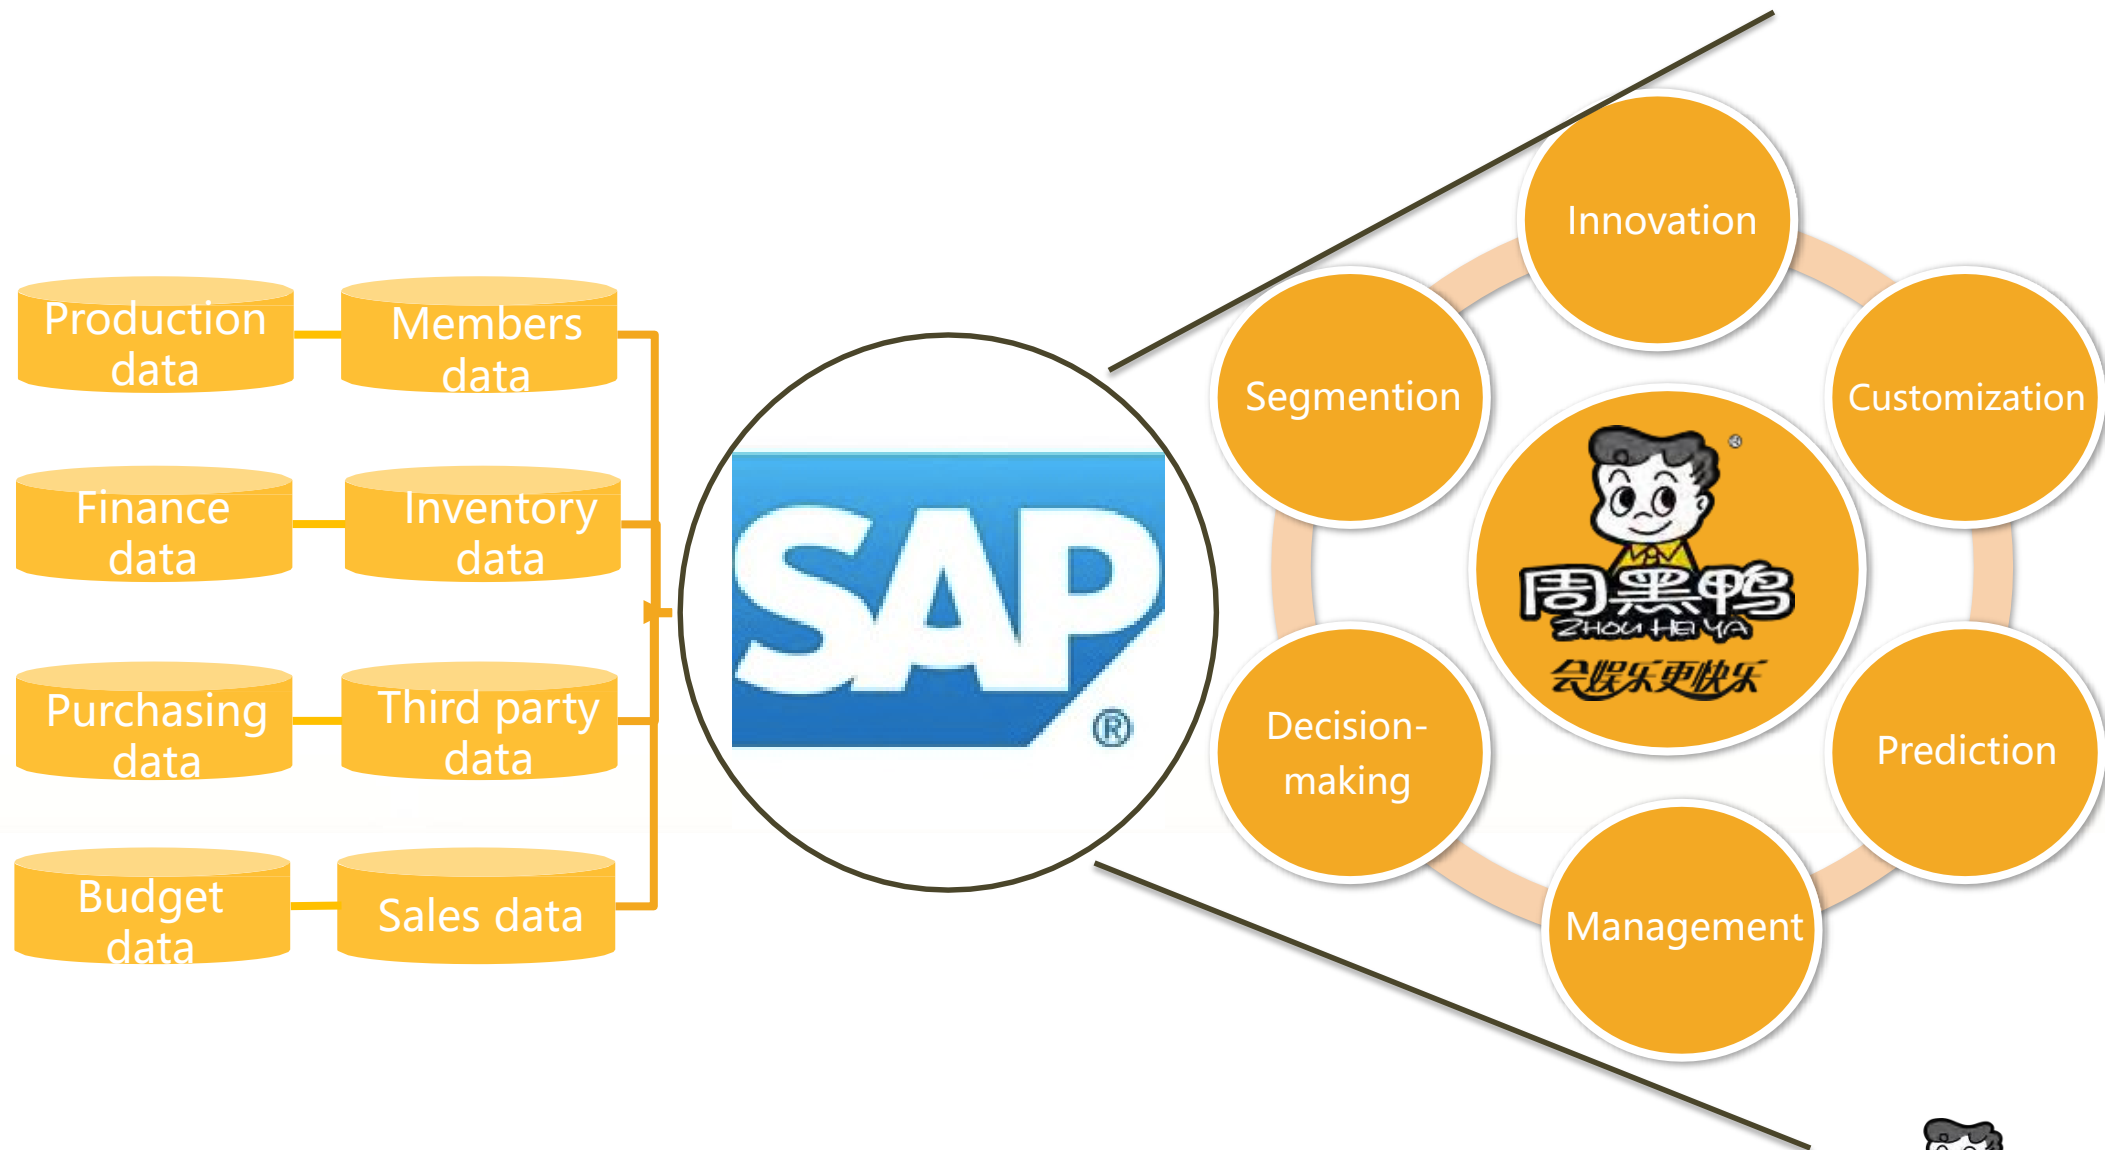 Production
data
Members
data
Finance
data
Inventory
data
Purchasing
data
Third party
data
Budget
data
Sales data
SAP
®
Innovation
Segmention
Customization
周黑鸭
ZHOU HEI YA
会娱乐更快乐
Decision-
making
Prediction
Management